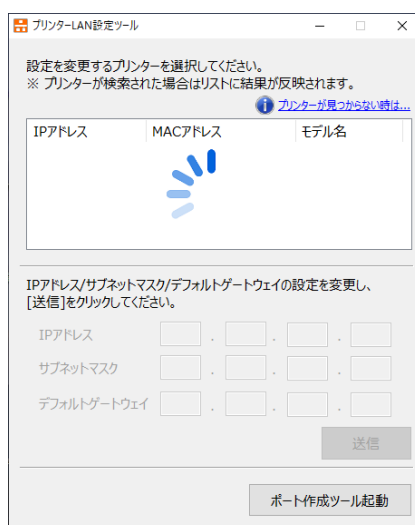 プリンターLAN設定ツール
設定を変更するプリンターを選択してください。
※ プリンターが検索された場合はリストに結果が反映されます。
プリンターが見つからない時は...
IPアドレス MACアドレス モデル名
IPアドレス/サブネットマスク/デフォルトゲートウェイの設定を変更し、
[送信]をクリックしてください。
IPアドレス . . .
サブネットマスク . . .
デフォルトゲートウェイ . . .
送信
ポート作成ツール起動